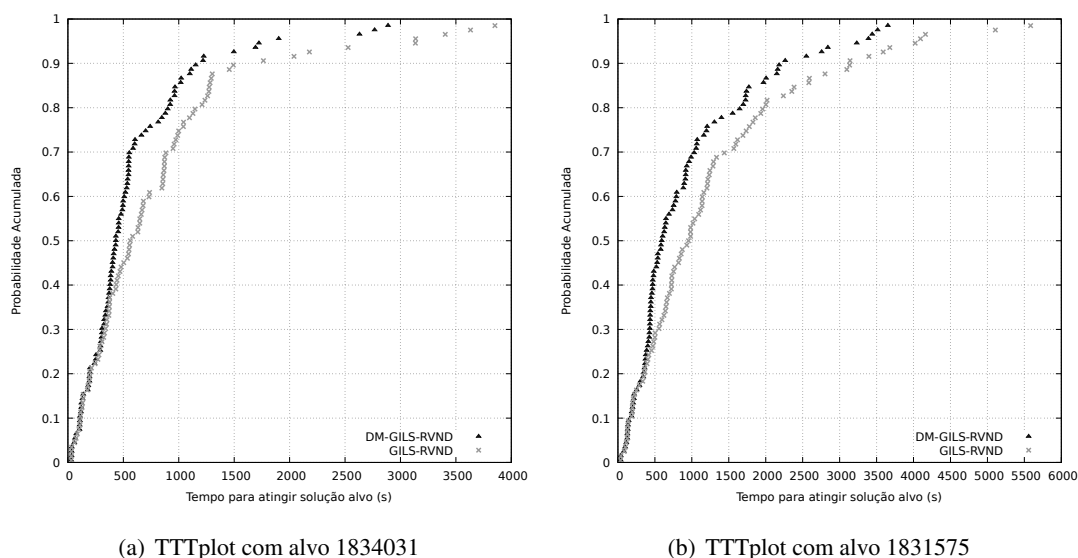 1
0.9
0.8
0.7
0.6
0.5
0.4
0.3
0.2
0.1
0
Probabilidade Acumulada
DM-GILS-RVND
GILS-RVND
0 500 1000 1500 2000 2500 3000 3500 4000
Tempo para atingir solução alvo (s)
(a) TTTplot com alvo 1834031
1
0.9
0.8
0.7
0.6
0.5
0.4
0.3
0.2
0.1
0
Probabilidade Acumulada
DM-GILS-RVND
GILS-RVND
0 500 1000 1500 2000 2500 3000 3500 4000 4500 5000 5500 6000
Tempo para atingir solução alvo (s)
(b) TTTplot com alvo 1831575